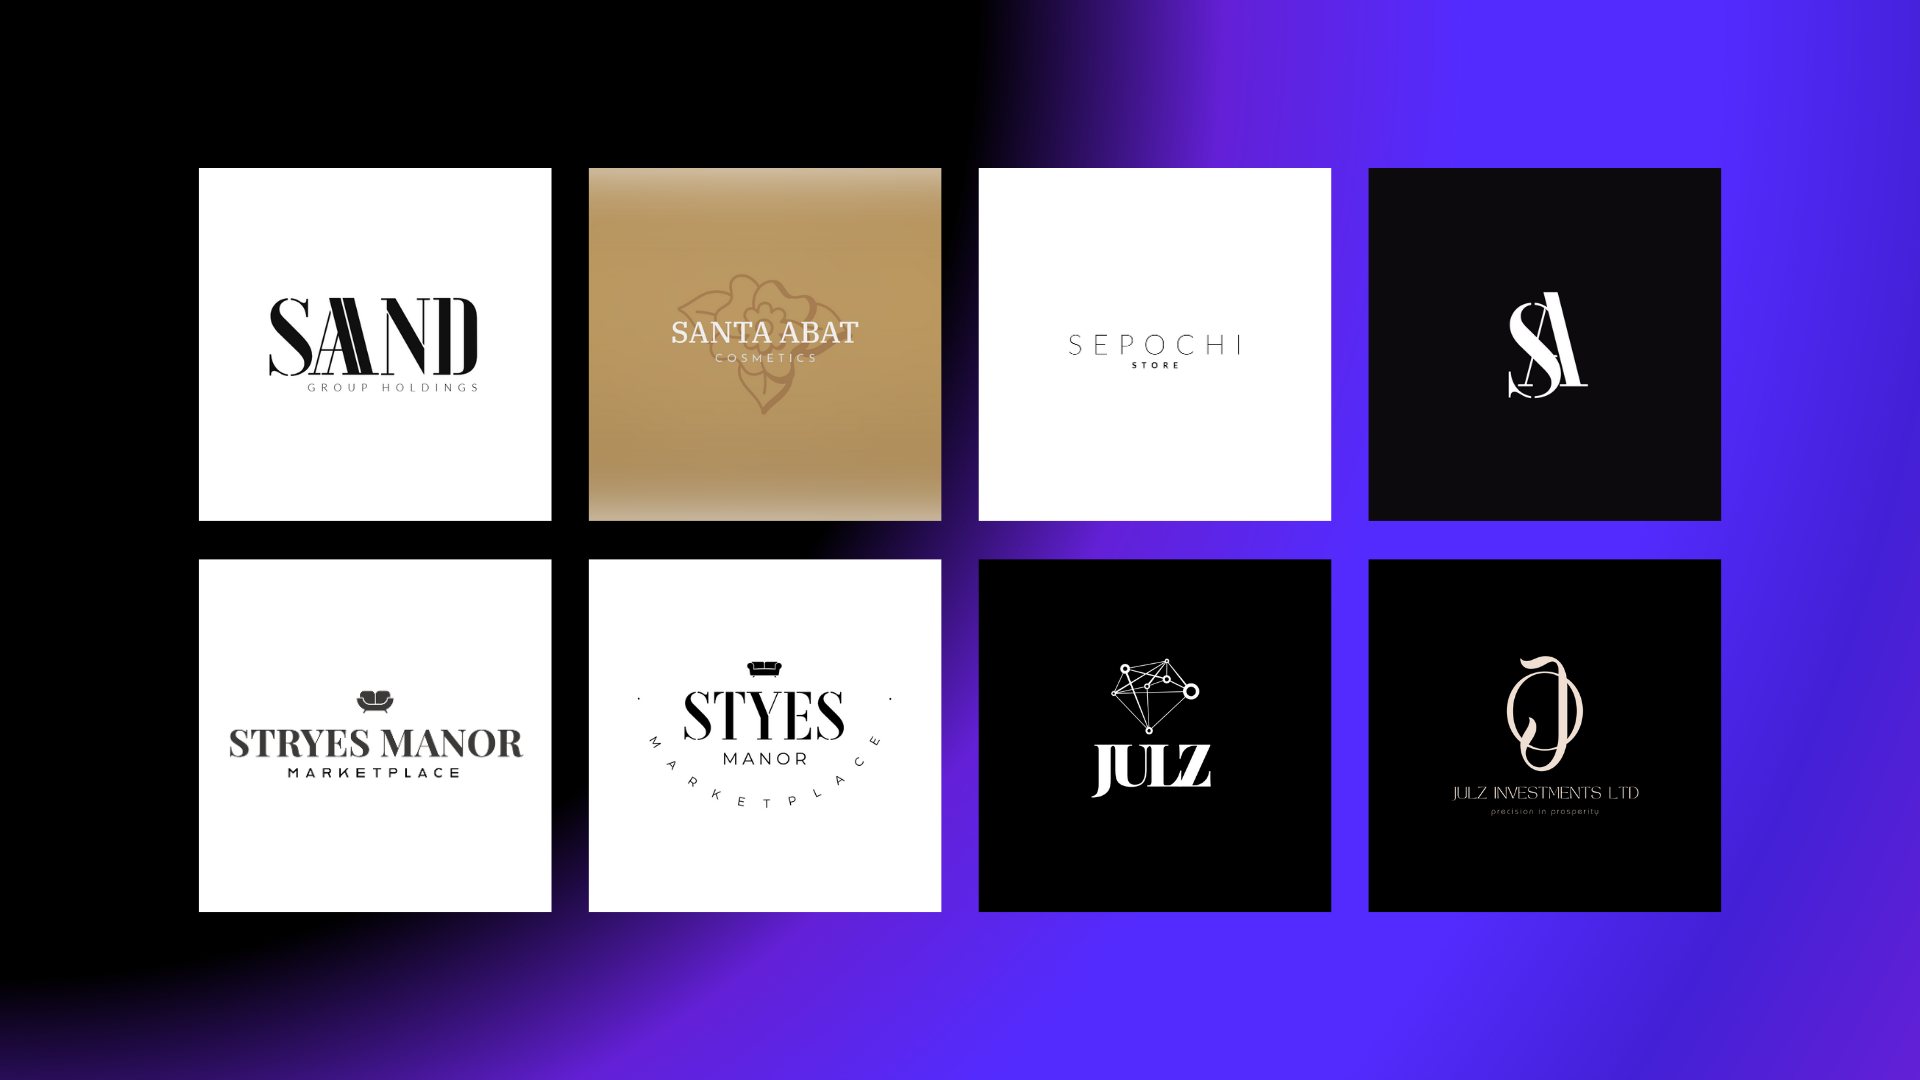 SAAND
GROUP HOLDINGS
SANTA ABAT
COSMETICS
SEPOCHI
STORE
SA
STRYES MANOR
MARKETPLACE
STYES
MANOR
· MARKETPLACE ·
JULZ
J
JULZ INVESTMENTS LTD
precision in prosperity